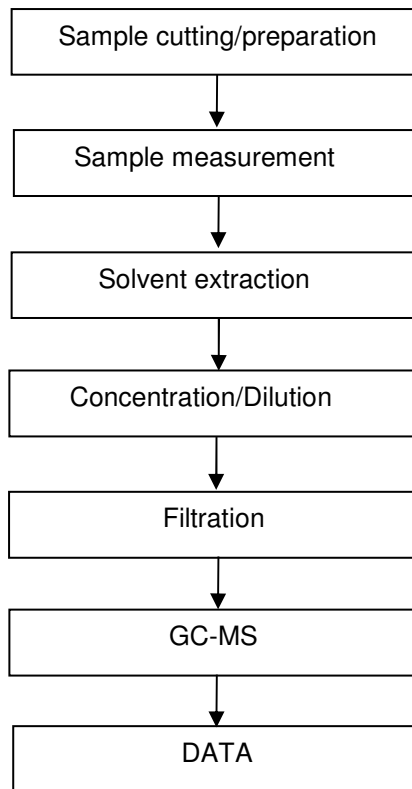 Sample cutting/preparation
Sample measurement
Solvent extraction
Concentration/Dilution
Filtration
GC-MS
DATA